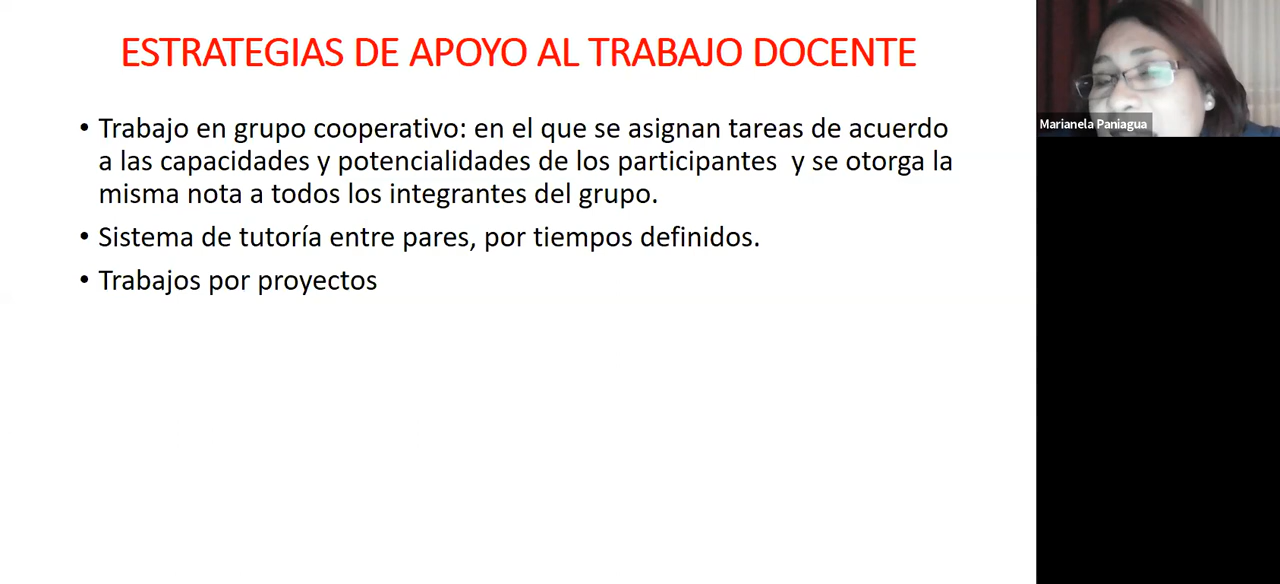 ESTRATEGIAS DE APOYO AL TRABAJO DOCENTE
• Trabajo en grupo cooperativo: en el que se asignan tareas de acuerdo
a las capacidades y potencialidades de los participantes  y se otorga la
misma nota a todos los integrantes del grupo.
• Sistema de tutoría entre pares, por tiempos definidos.
• Trabajos por proyectos
Marianela Paniagua